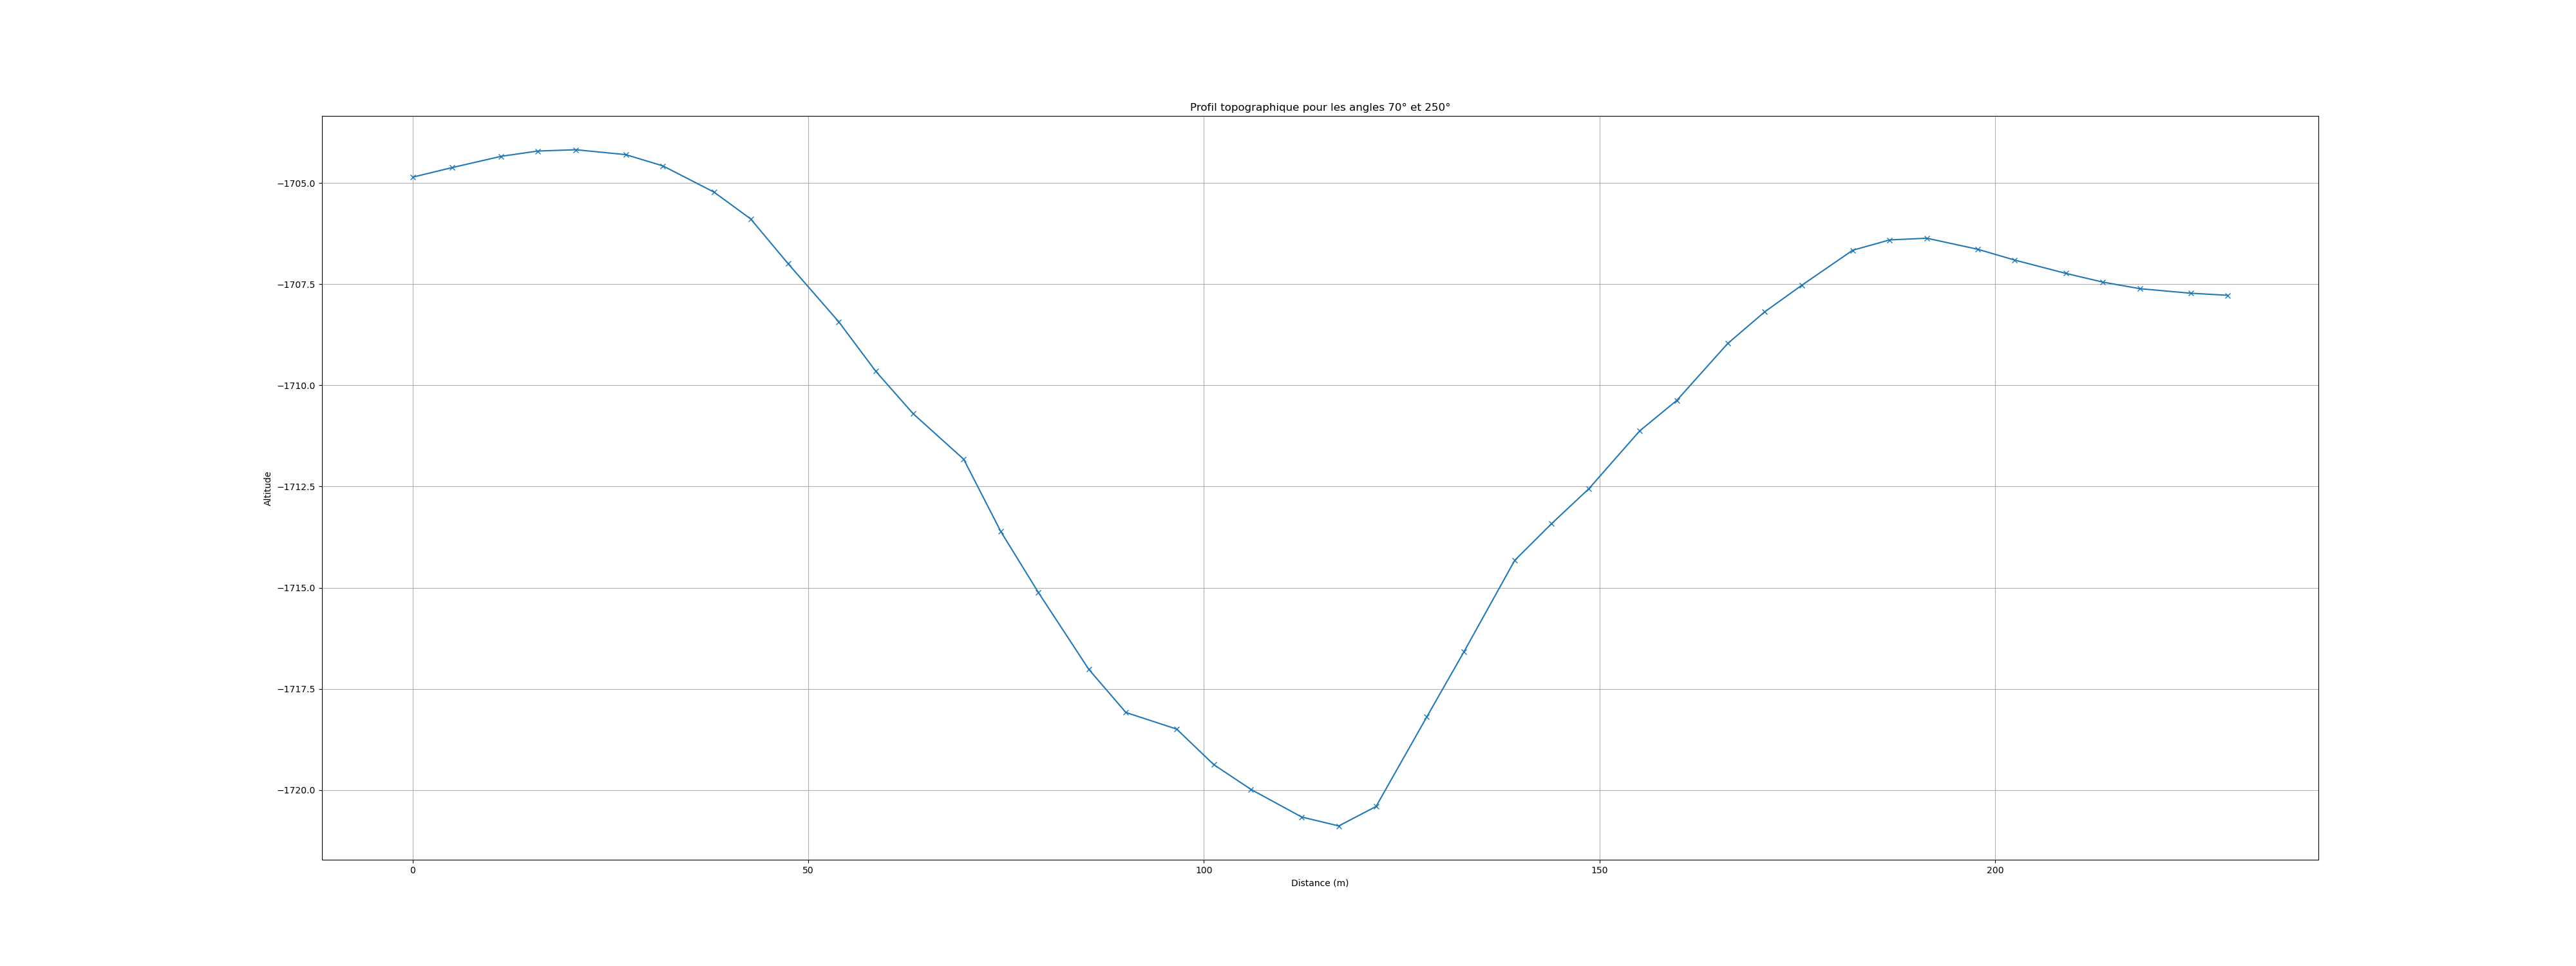 Profil topographique pour les angles 70° et 250°
−1705.0
−1707.5
−1710.0
−1712.5
Altitude
−1715.0
−1717.5
−1720.0
0 50 100 150 200
Distance (m)